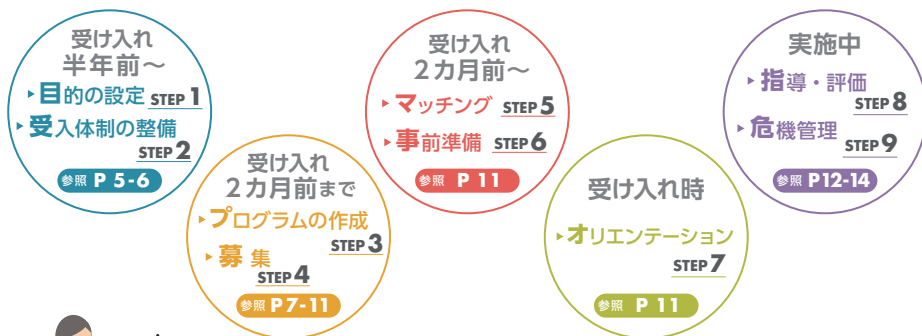 受け入れ
半年前～
▸目的の設定 STEP 1
▸受入体制の整備
STEP 2
参照 P 5-6
受け入れ
2カ月前まで
▸プログラムの作成
STEP 3
▸募 集
STEP 4
参照 P 7-11
受け入れ
2カ月前～
▸マッチング STEP 5
▸事前準備 STEP 6
参照 P 11
受け入れ時
▸オリエンテーション
STEP 7
参照 P 11
実施中
▸指導・評価
STEP 8
▸危機管理
STEP 9
参照 P12-14